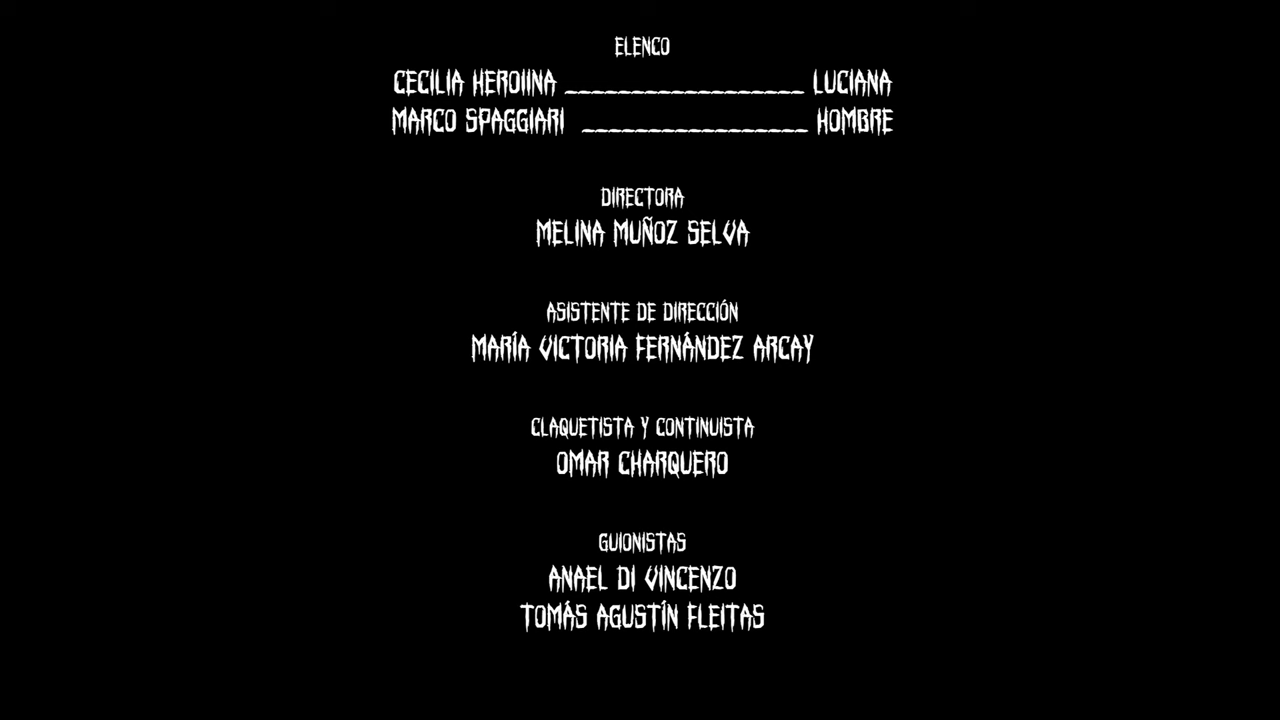 ELENCO
CECILIA HEROIINA __________________ LUCIANA
MARCO SPAGGIARI _________________ HOMBRE
DIRECTORA
MELINA MUÑOZ SELVA
ASISTENTE DE DIRECCIÓN
MARÍA VICTORIA FERNÁNDEZ ARCAY
CLAQUETISTA Y CONTINUISTA
OMAR CHARQUERO
GUIONISTAS
ANAEL DI VINCENZO
TOMÁS AGUSTÍN FLEITAS